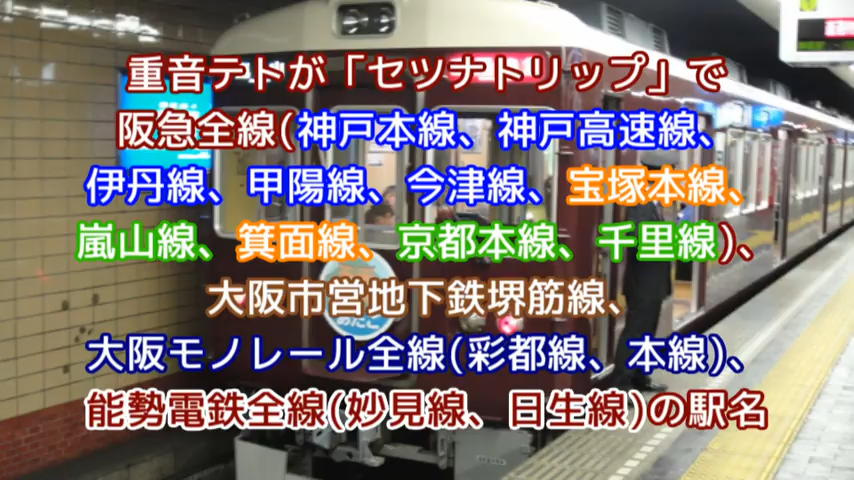 重音テトが「セツナトリップ」で
阪急全線(神戸本線、神戸高速線、
伊丹線、甲陽線、今津線、宝塚本線、
嵐山線、箕面線、京都本線、千里線)、
大阪市営地下鉄堺筋線、
大阪モノレール全線(彩都線、本線)、
能勢電鉄全線(妙見線、日生線)の駅名